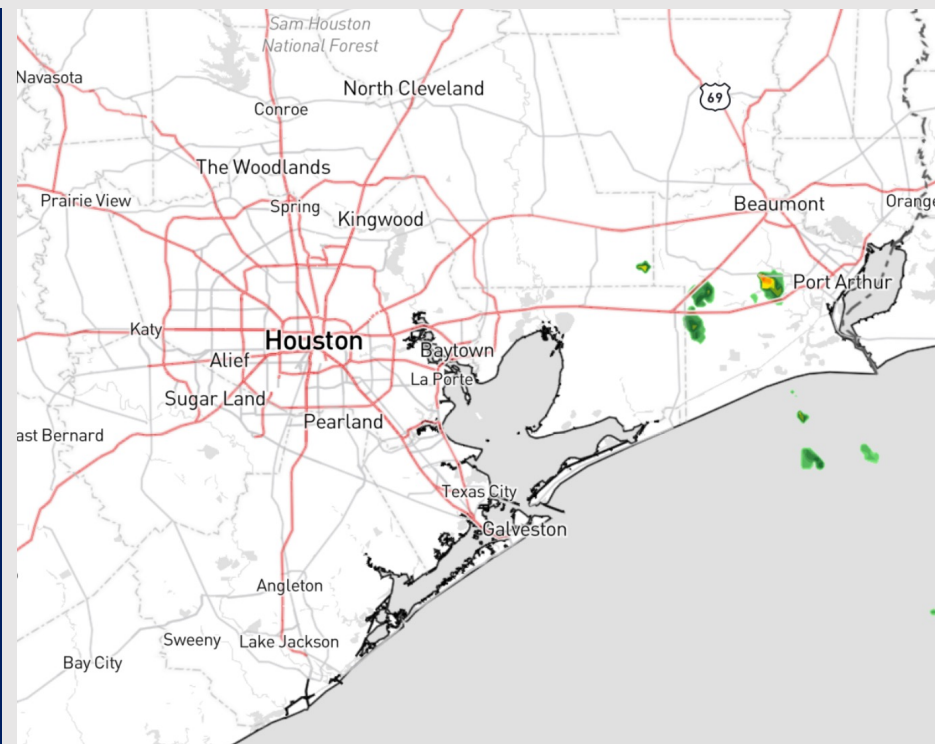 Sam Houston
National Forest
Navasota
North Cleveland
69
Conroe
The Woodlands
Prairie View
Spring
Kingwood
Beaumont
Orange
Port Arthur
Katy
Houston
Alief
Baytown
La Porte
Sugar Land
Pearland
ast Bernard
Texas City
Galveston
Angleton
Sweeny
Lake Jackson
Bay City